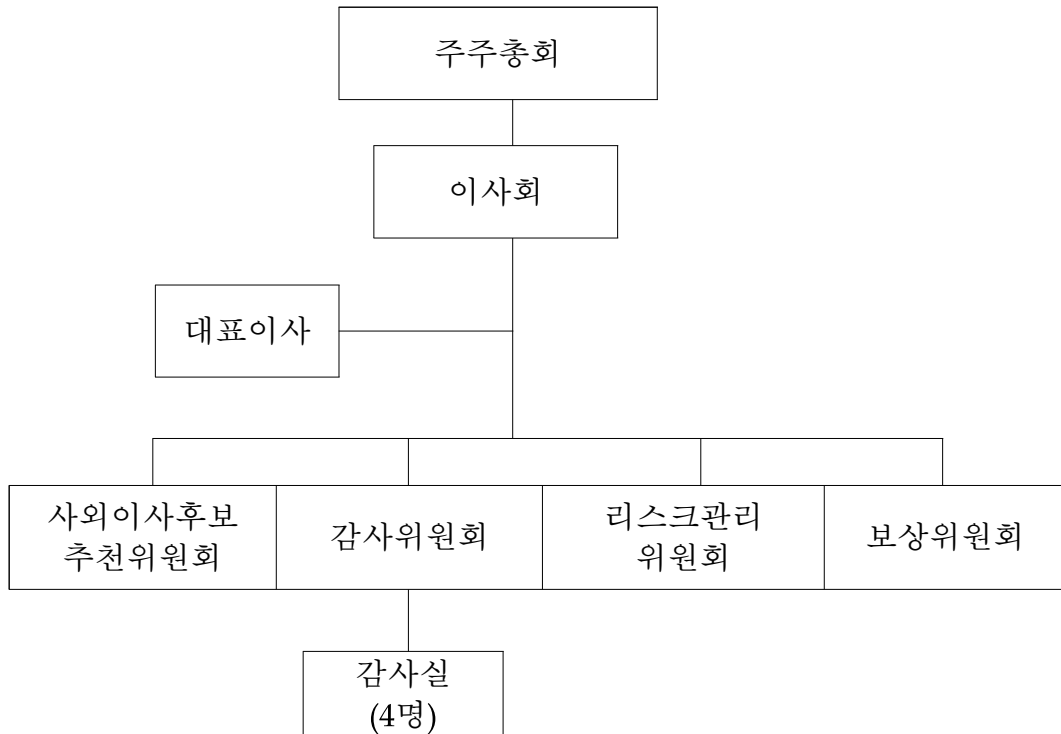 주주총회
이사회
대표이사
사외이사후보
추천위원회
감사위원회
리스크관리
위원회
보상위원회
감사실
(4명)